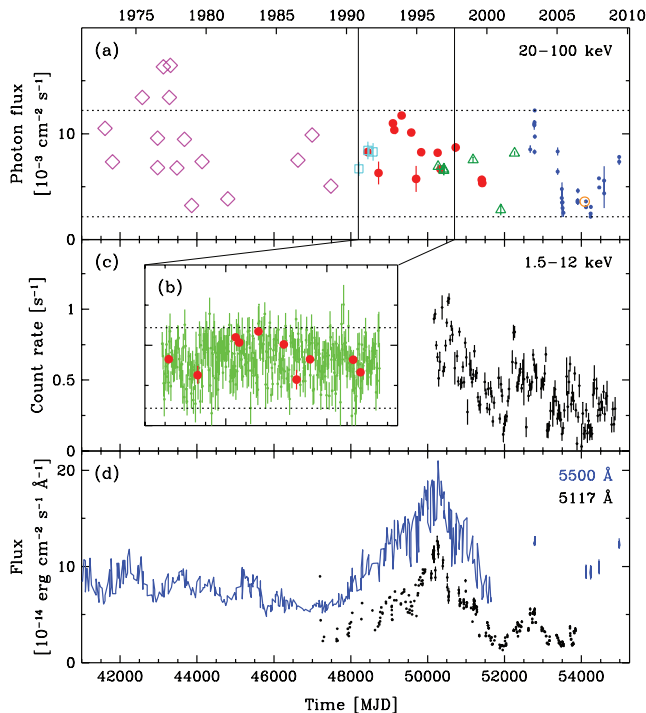 1975 1980 1985 1990 1995 2000 2005 2010
(a)
20−100 keV
Photon flux
[10⁻³ cm⁻² s⁻¹]
10
0
(c)
1.5−12 keV
(b)
Count rate [s⁻¹]
1
0.5
0
(d)
5500 Å
5117 Å
Flux
[10⁻¹⁴ erg cm⁻² s⁻¹ Å⁻¹]
20
10
0
42000 44000 46000 48000 50000 52000 54000
Time [MJD]